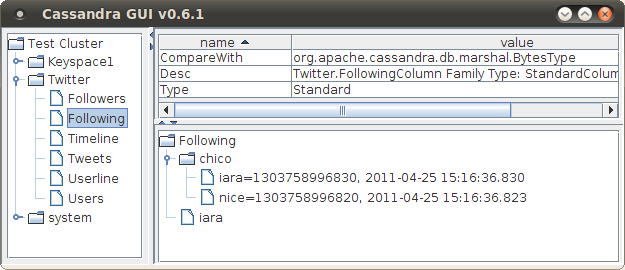 Cassandra GUI v0.6.1
Test Cluster
Keyspace1
Twitter
Followers
Following
Timeline
Tweets
Userline
Users
system
name value
CompareWith org.apache.cassandra.db.marshal.BytesType
Desc Twitter.FollowingColumn Family Type: StandardColum
Type Standard
Following
chico
iara=1303758996830, 2011-04-25 15:16:36.830
nice=1303758996820, 2011-04-25 15:16:36.823
iara